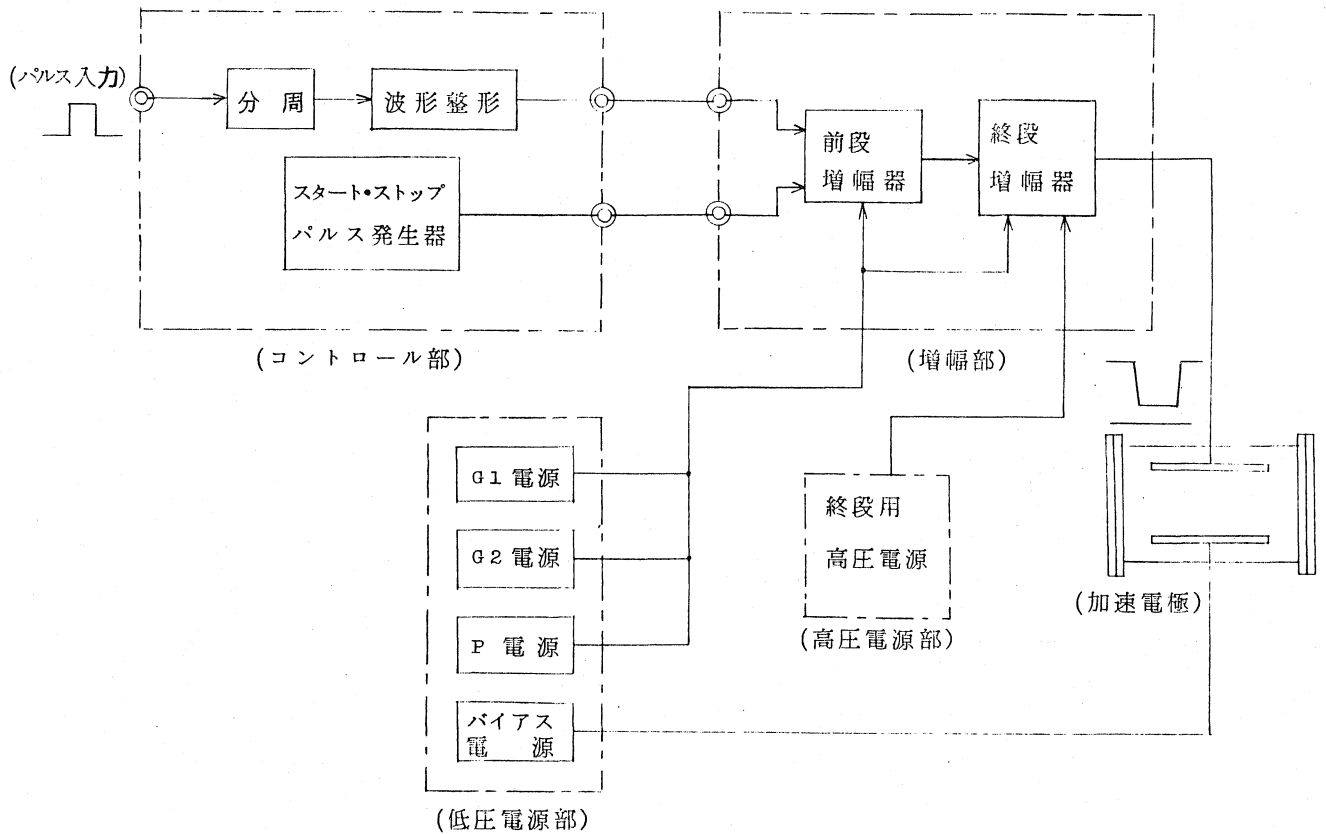 (パルス入力)
分周
波形整形
スタート・ストップ
パルス発生器
(コントロール部)
前段
増幅器
終段
増幅器
(増幅部)
G1 電源
G2 電源
P 電源
バイアス
電源
(低圧電源部)
終段用
高圧電源
(高圧電源部)
(加速電極)